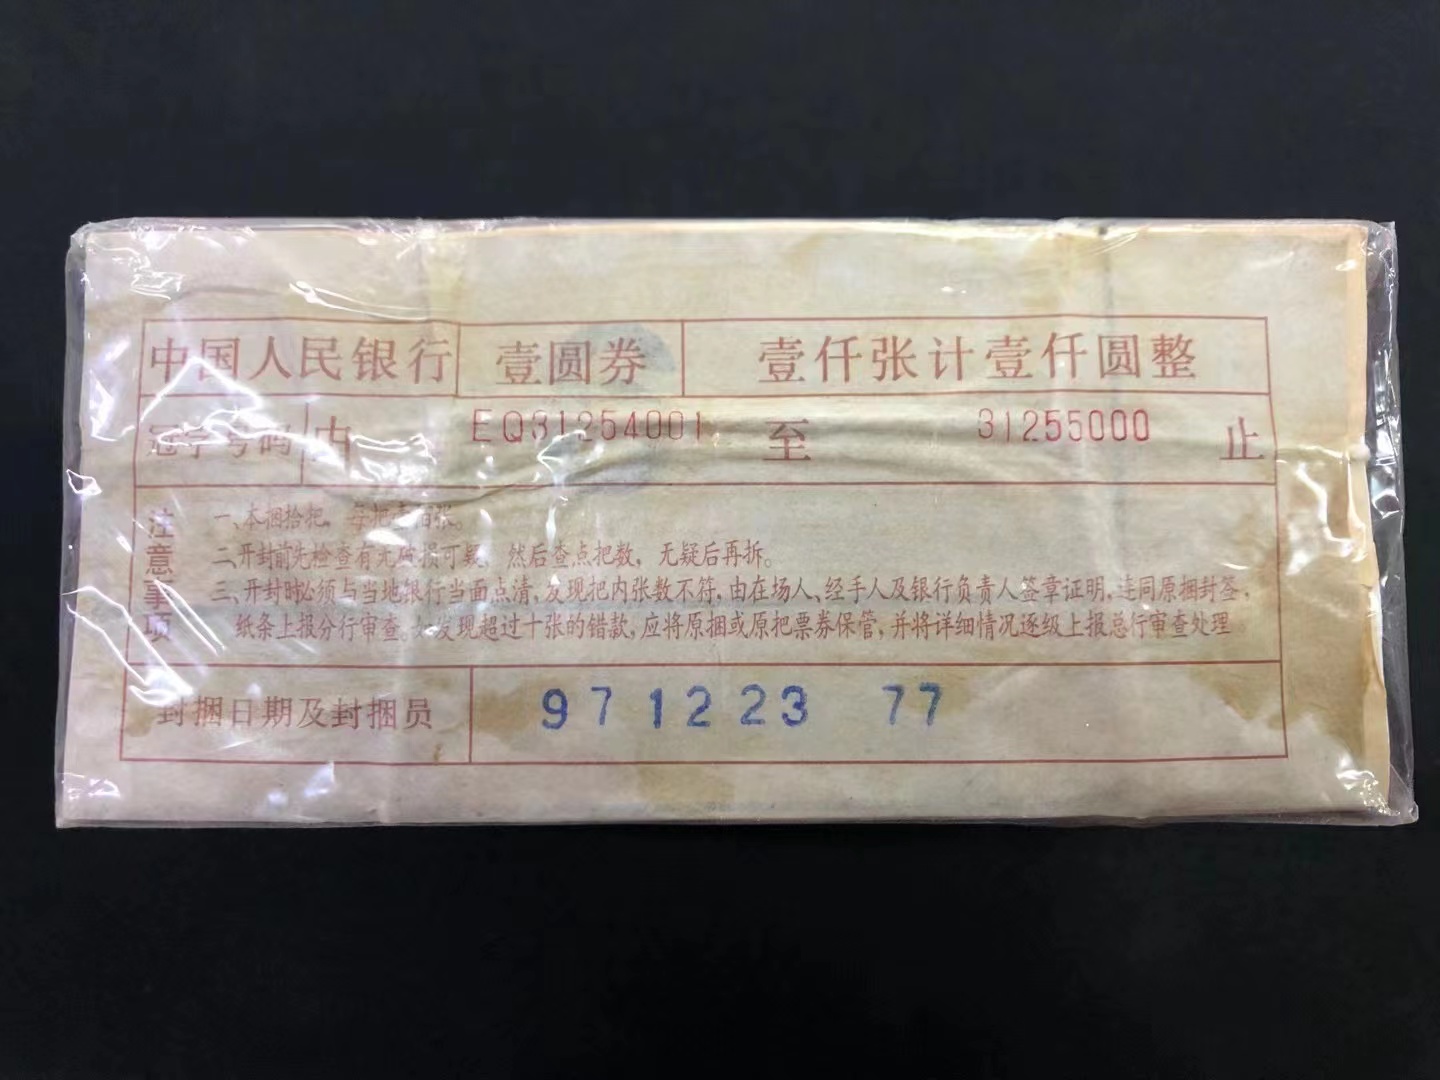 中国人民银行 壹圆券 壹仟张计壹仟圆整
冠字号码 由 EQ31254001 至 31255000 止
注意事项
一、本捆拾把，每把壹佰张。
二、开封前先检查有无破损可疑，然后查点把数，无疑后再拆。
三、开封时必须与当地银行当面点清，发现把内张数不符，由在场人、经手人及银行负责人签章证明，连同原捆封签，
纸条上报分行审查。如发现超过十张的错款，应将原捆或原把票券保管，并将详细情况逐级上报总行审查处理。
封捆日期及封捆员 97 12 23 77